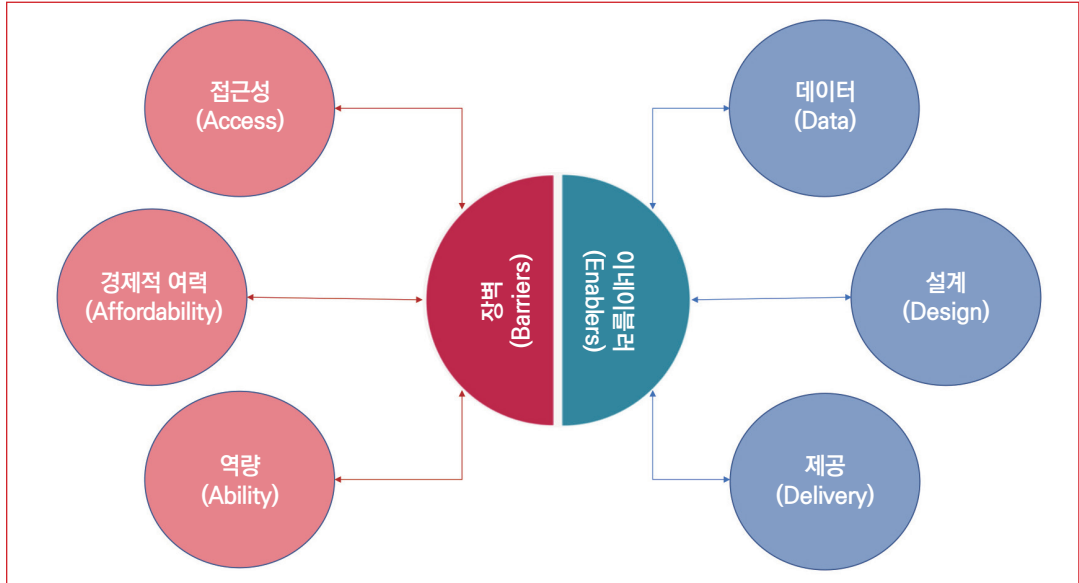 접근성
(Access)
경제적 여력
(Affordability)
역량
(Ability)
장벽
(Barriers)
이네이블러
(Enablers)
데이터
(Data)
설계
(Design)
제공
(Delivery)